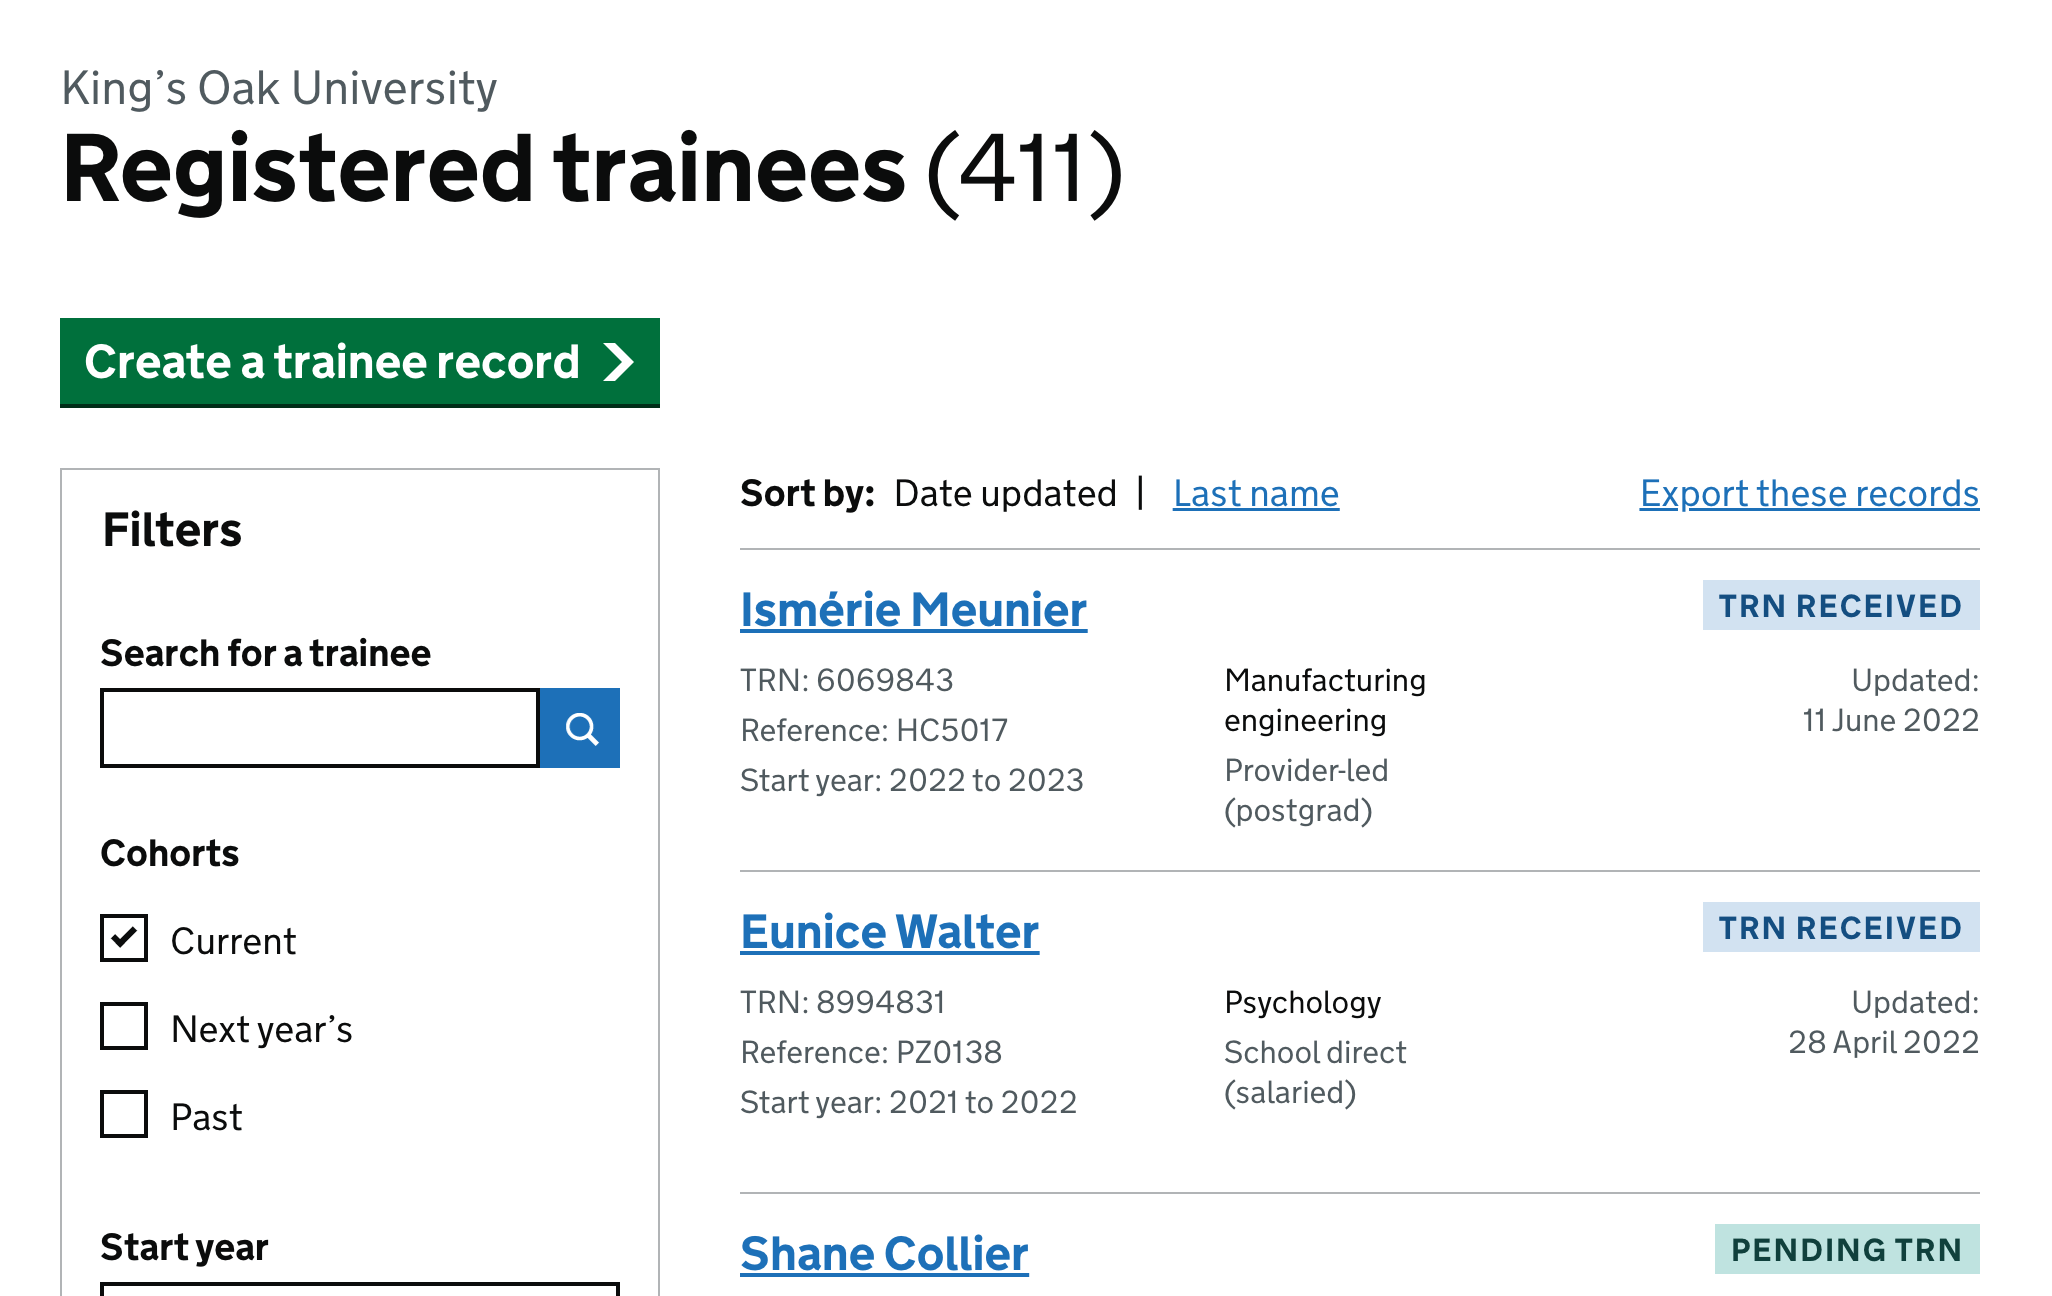 King’s Oak University
Registered trainees (411)
Create a trainee record
Filters
Search for a trainee
Cohorts
Current
Next year’s
Past
Start year
Sort by: Date updated | Last name
Export these records
Ismérie Meunier
TRN RECEIVED
TRN: 6069843
Reference: HC5017
Start year: 2022 to 2023
Manufacturing
engineering
Provider-led
(postgrad)
Updated:
11 June 2022
Eunice Walter
TRN RECEIVED
TRN: 8994831
Reference: PZ0138
Start year: 2021 to 2022
Psychology
School direct
(salaried)
Updated:
28 April 2022
Shane Collier
PENDING TRN